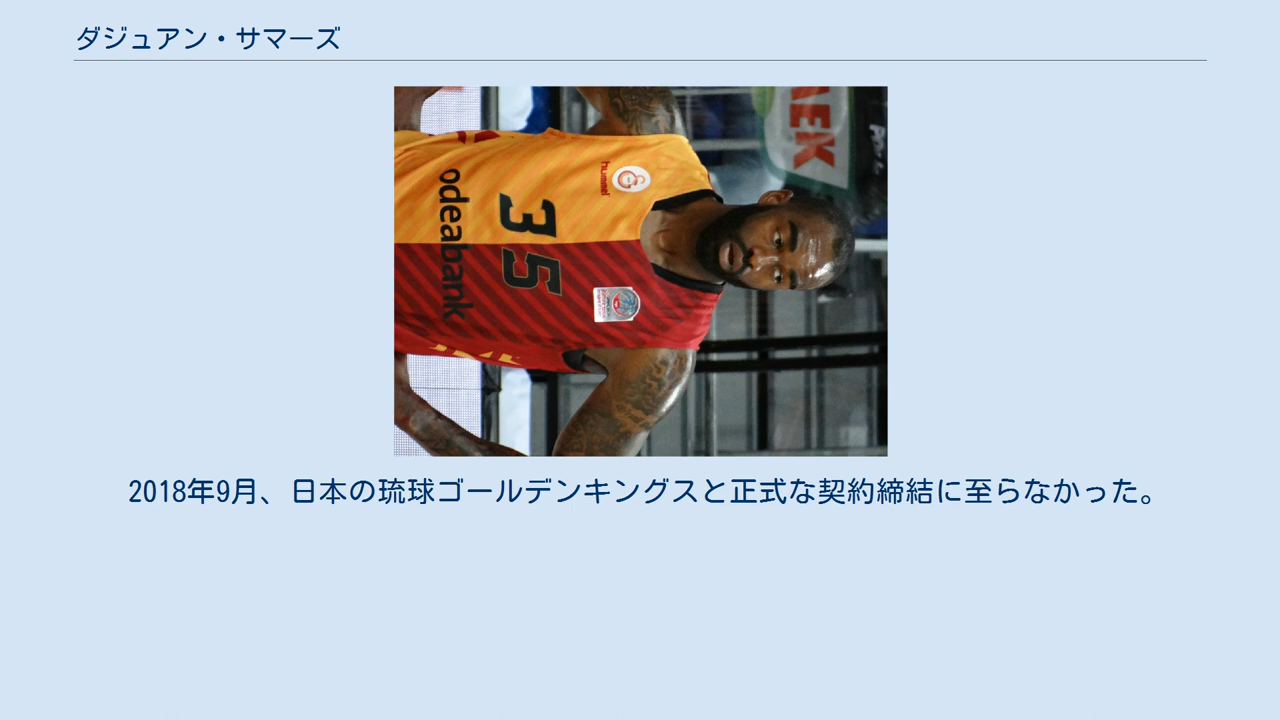 ダジュアン・サマーズ
NEK
hummel
35
odeabank
2018年9月、日本の琉球ゴールデンキングスと正式な契約締結に至らなかった。